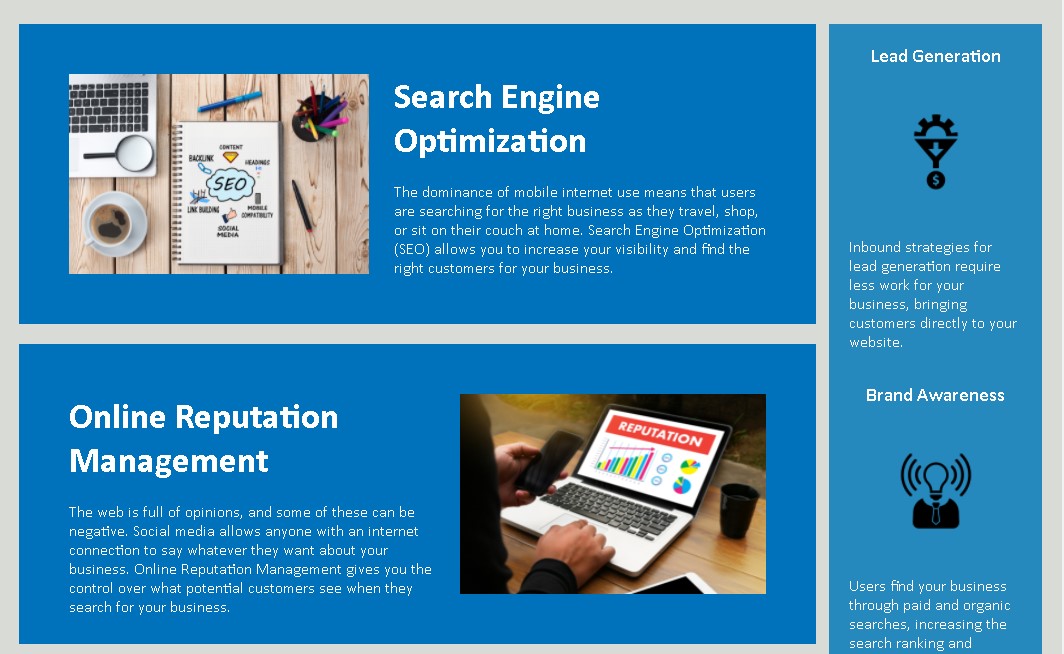 Search Engine
Optimization
The dominance of mobile internet use means that users
are searching for the right business as they travel, shop,
or sit on their couch at home. Search Engine Optimization
(SEO) allows you to increase your visibility and find the
right customers for your business.
CONTENT
BACKLINK
HEADINGS
SEO
LINK BUILDING
MOBILE
COMPATIBILITY
SOCIAL
MEDIA
Online Reputation
Management
The web is full of opinions, and some of these can be
negative. Social media allows anyone with an internet
connection to say whatever they want about your
business. Online Reputation Management gives you the
control over what potential customers see when they
search for your business.
REPUTATION
Lead Generation
$
Inbound strategies for
lead generation require
less work for your
business, bringing
customers directly to your
website.
Brand Awareness
Users find your business
through paid and organic
searches, increasing the
search ranking and